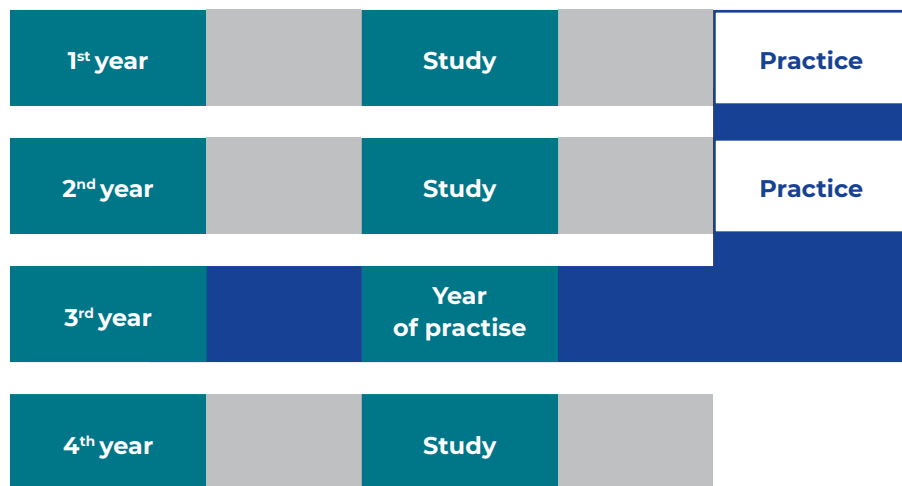 1st year Study Practice
2nd year Study Practice
3rd year Year
of practise
4th year Study